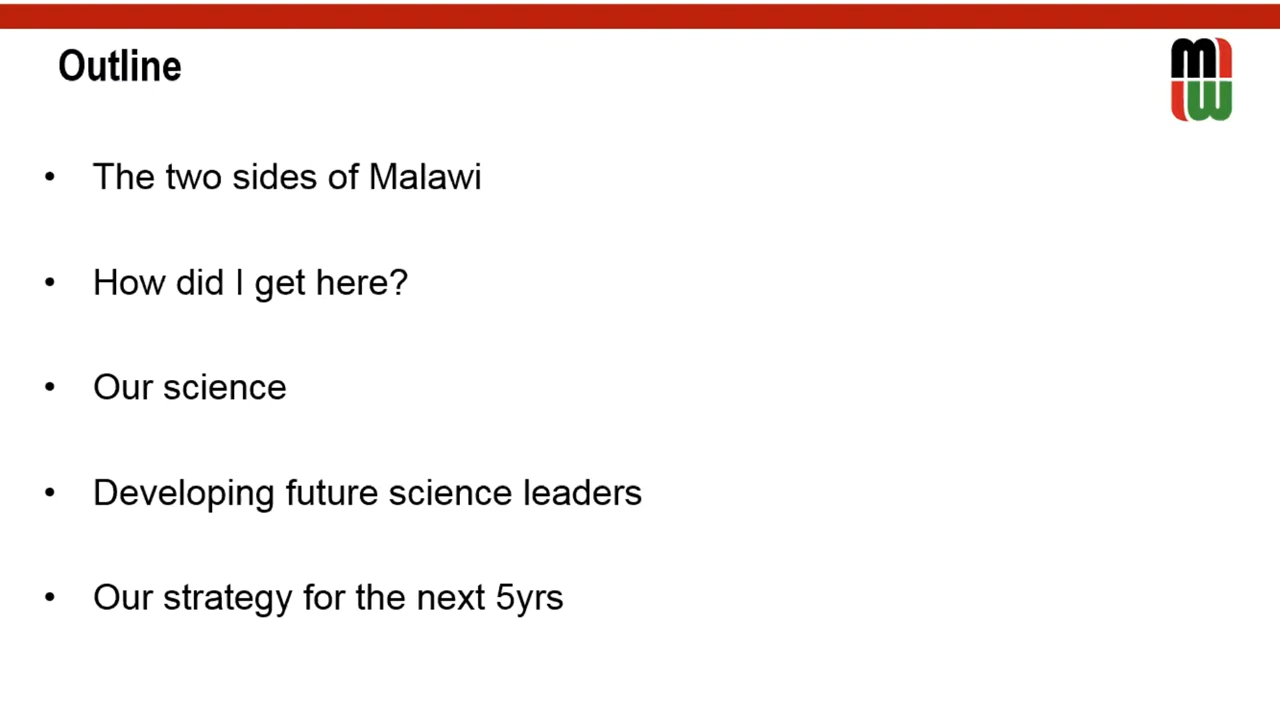 Outline
• The two sides of Malawi
• How did I get here?
• Our science
• Developing future science leaders
• Our strategy for the next 5yrs